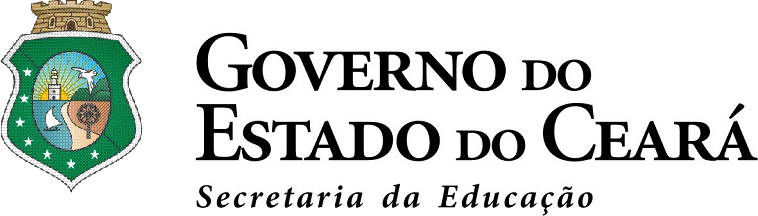 GOVERNO DO
ESTADO DO CEARÁ
Secretaria da Educação